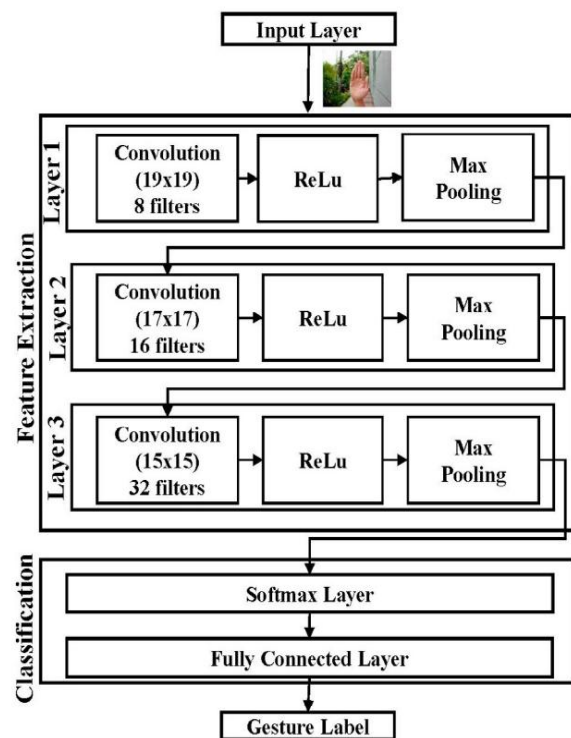 Input Layer
Feature Extraction
Layer 1
Convolution
(19x19)
8 filters
ReLu
Max
Pooling
Layer 2
Convolution
(17x17)
16 filters
ReLu
Max
Pooling
Layer 3
Convolution
(15x15)
32 filters
ReLu
Max
Pooling
Classification
Softmax Layer
Fully Connected Layer
Gesture Label